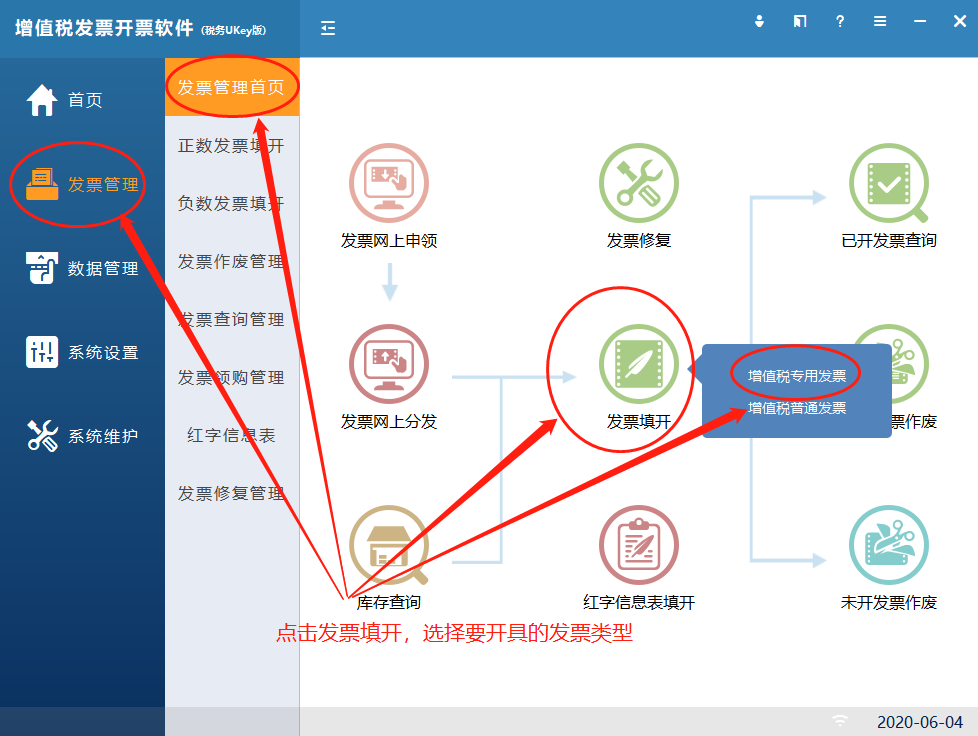 增值税发票开票软件 (税务UKey版)
首页
发票管理
数据管理
系统设置
系统维护
发票管理首页
正数发票填开
负数发票填开
发票作废管理
发票查询管理
发票领购管理
红字信息表
发票修复管理
发票网上申领
发票修复
已开发票查询
发票网上分发
发票填开
增值税专用发票
增值税普通发票
票作废
库存查询
红字信息表填开
未开发票作废
点击发票填开，选择要开具的发票类型
2020-06-04